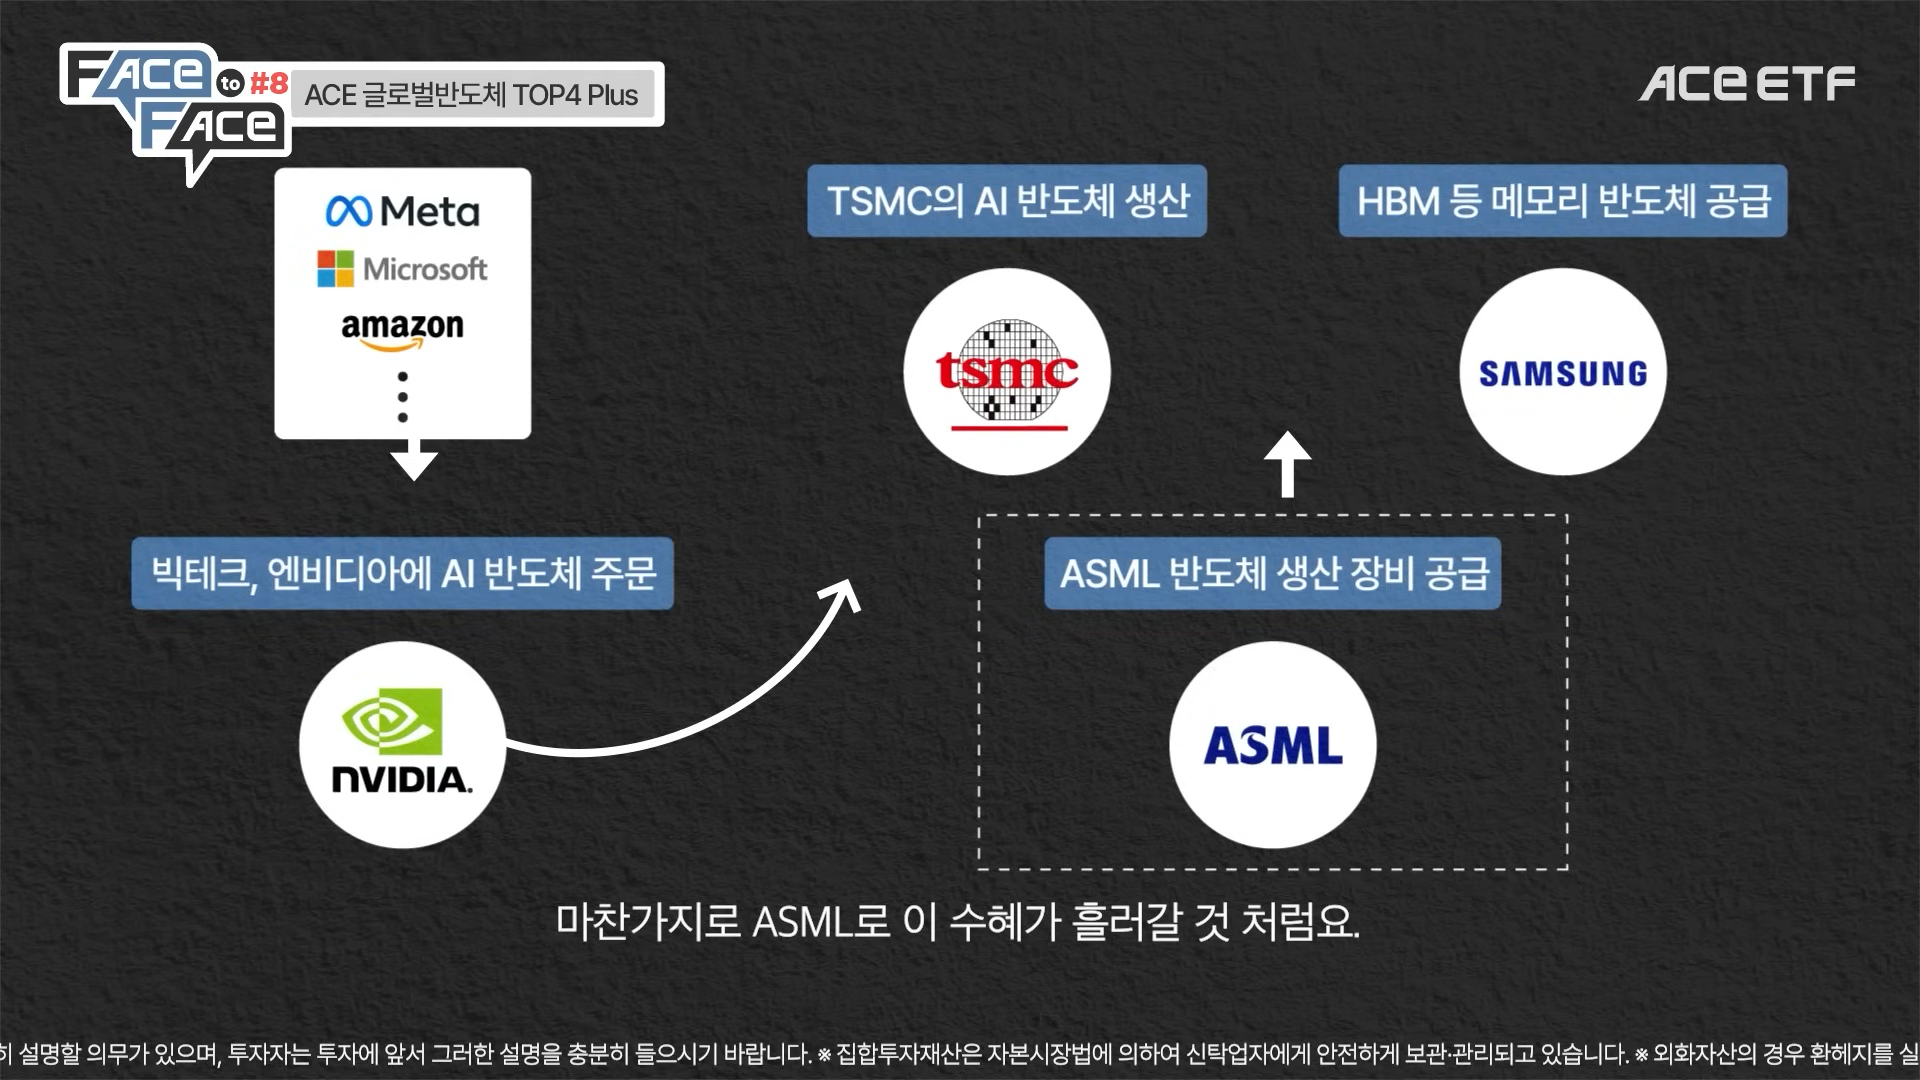 FACE
to
#8
FACE
ACE 글로벌반도체 TOP4 Plus
ACE ETF
Meta
Microsoft
amazon
TSMC의 AI 반도체 생산
HBM 등 메모리 반도체 공급
tsmc
SAMSUNG
빅테크, 엔비디아에 AI 반도체 주문
ASML 반도체 생산 장비 공급
NVIDIA.
ASML
마찬가지로 ASML로 이 수혜가 흘러갈 것 처럼요.
히 설명할 의무가 있으며, 투자자는 투자에 앞서 그러한 설명을 충분히 들으시기 바랍니다. ※ 집합투자재산은 자본시장법에 의하여 신탁업자에게 안전하게 보관·관리되고 있습니다. ※ 외화자산의 경우 환헤지를 실